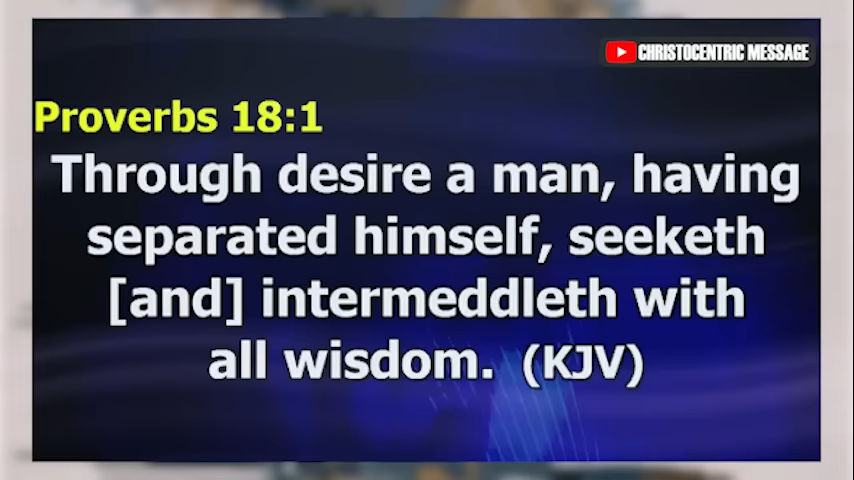 CHRISTOCENTRIC MESSAGE
Proverbs 18:1
Through desire a man, having
separated himself, seeketh
[and] intermeddleth with
all wisdom. (KJV)